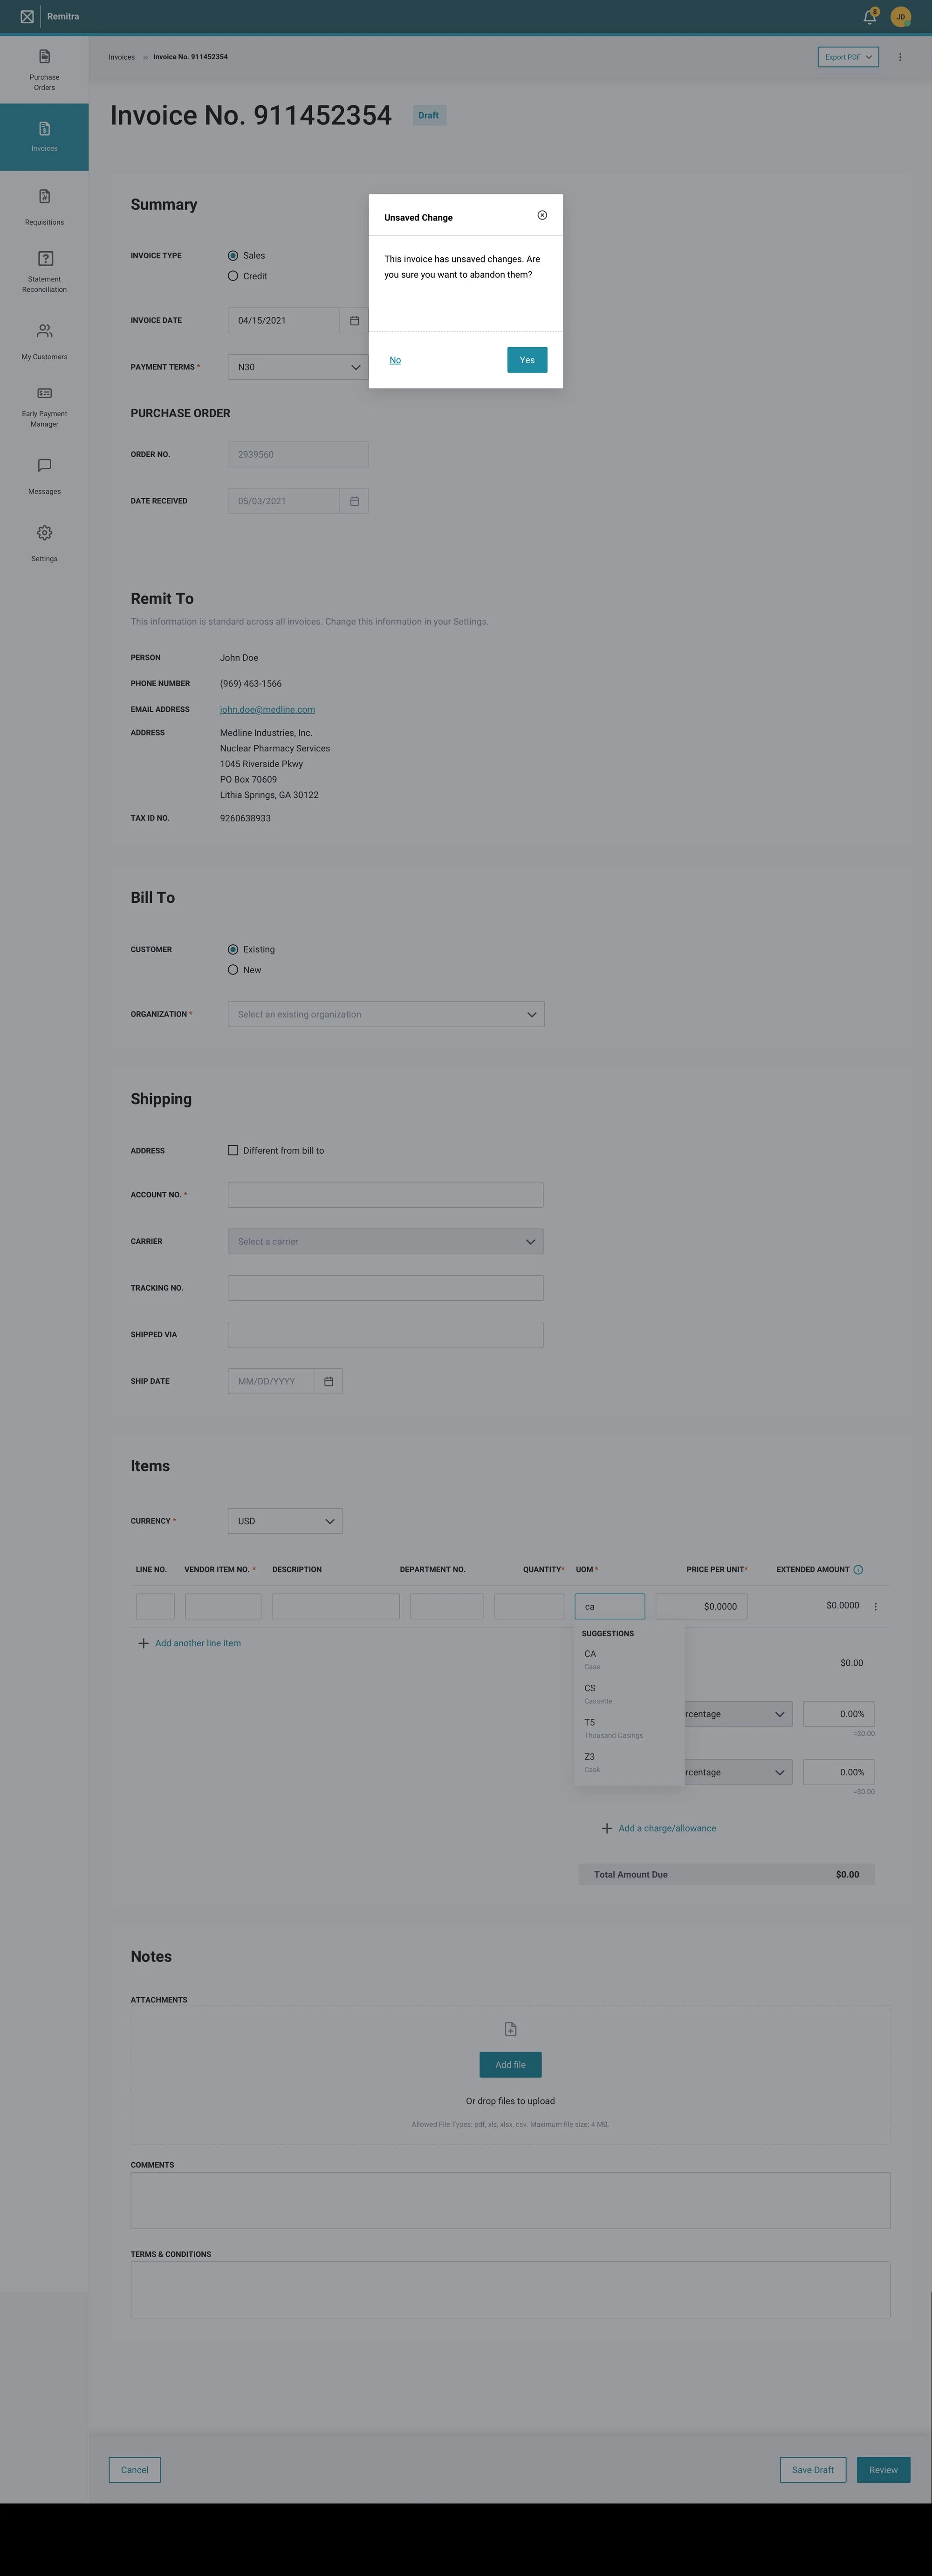 Remitra
8
JD
Purchase
Orders
Invoices
Requisitions
Statement
Reconciliation
My Customers
Early Payment
Manager
Messages
Settings
Invoices » Invoice No. 911452354
Export PDF
Invoice No. 911452354
Draft
Unsaved Change
This invoice has unsaved changes. Are
you sure you want to abandon them?
No
Yes
Summary
INVOICE TYPE
Sales
Credit
INVOICE DATE
04/15/2021
PAYMENT TERMS *
N30
PURCHASE ORDER
ORDER NO.
2939560
DATE RECEIVED
05/03/2021
Remit To
This information is standard across all invoices. Change this information in your Settings.
PERSON
John Doe
PHONE NUMBER
(969) 463-1566
EMAIL ADDRESS
john.doe@medline.com
ADDRESS
Medline Industries, Inc.
Nuclear Pharmacy Services
1045 Riverside Pkwy
PO Box 70609
Lithia Springs, GA 30122
TAX ID NO.
9260638933
Bill To
CUSTOMER
Existing
New
ORGANIZATION *
Select an existing organization
Shipping
ADDRESS
Different from bill to
ACCOUNT NO. *
CARRIER
Select a carrier
TRACKING NO.
SHIPPED VIA
SHIP DATE
MM/DD/YYYY
Items
CURRENCY *
USD
LINE NO. VENDOR ITEM NO. * DESCRIPTION DEPARTMENT NO. QUANTITY* UOM * PRICE PER UNIT* EXTENDED AMOUNT
ca $0.0000 $0.0000
Add another line item
SUGGESTIONS
CA
Case
CS
Cassette
T5
Thousand Casings
Z3
Cask
$0.00
rcentage 0.00%
=$0.00
rcentage 0.00%
=$0.00
Add a charge/allowance
Total Amount Due $0.00
Notes
ATTACHMENTS
Add file
Or drop files to upload
Allowed File Types: pdf, xls, xlsx, csv. Maximum file size: 4 MB.
COMMENTS
TERMS & CONDITIONS
Cancel
Save Draft
Review